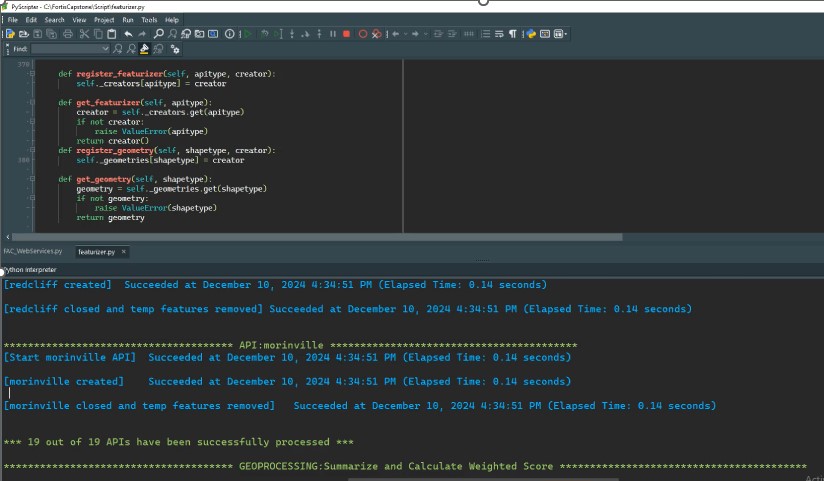 PyScripter - C:\FortisCapstone\Script\featurizer.py
File Edit Search View Project Run Tools Help
Find:
270
def register_featurizer(self, apitype, creator):
self._creators[apitype] = creator
def get_featurizer(self, apitype):
creator = self._creators.get(apitype)
if not creator:
raise ValueError(apitype)
return creator()
def register_geometry(self, shapetype, creator):
280 self._geometries[shapetype] = creator
def get_geometry(self, shapetype):
geometry = self._geometries.get(shapetype)
if not geometry:
raise ValueError(shapetype)
return geometry
FAC_WebServices.py featurizer.py ×
Python Interpreter
[redcliff created] Succeeded at December 10, 2024 4:34:51 PM (Elapsed Time: 0.14 seconds)
[redcliff closed and temp features removed] Succeeded at December 10, 2024 4:34:51 PM (Elapsed Time: 0.14 seconds)
************************************** API:morinville *****************************************
[Start morinville API] Succeeded at December 10, 2024 4:34:51 PM (Elapsed Time: 0.14 seconds)
[morinville created] Succeeded at December 10, 2024 4:34:51 PM (Elapsed Time: 0.14 seconds)
[morinville closed and temp features removed] Succeeded at December 10, 2024 4:34:51 PM (Elapsed Time: 0.14 seconds)
*** 19 out of 19 APIs have been successfully processed ***
************************************** GEOPROCESSING:Summarize and Calculate Weighted Score *****************************************